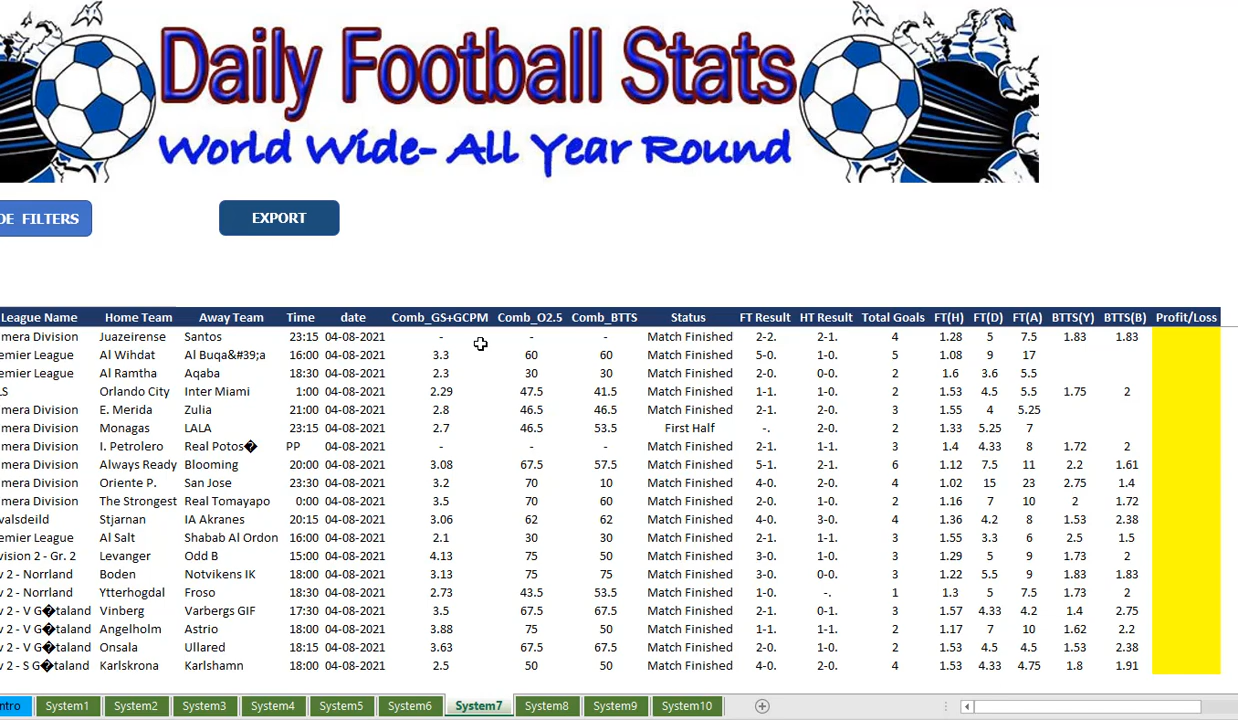 Daily Football Stats
World Wide- All Year Round
DE FILTERS
EXPORT
League Name Home Team Away Team Time date Comb_GS+GCPM Comb_O2.5 Comb_BTTS Status FT Result HT Result Total Goals FT(H) FT(D) FT(A) BTTS(Y) BTTS(B) Profit/Loss
mera Division Juazeirense Santos 23:15 04-08-2021 - - - Match Finished 2-2. 2-1. 4 1.28 5 7.5 1.83 1.83
emier League Al Wihdat Al Buqa&#39;a 16:00 04-08-2021 3.3 60 60 Match Finished 5-0. 1-0. 5 1.08 9 17
emier League Al Ramtha Aqaba 18:30 04-08-2021 2.3 30 30 Match Finished 2-0. 0-0. 2 1.6 3.6 5.5
LS Orlando City Inter Miami 1:00 04-08-2021 2.29 47.5 41.5 Match Finished 1-1. 1-0. 2 1.53 4.5 5.5 1.75 2
mera Division E. Merida Zulia 21:00 04-08-2021 2.8 46.5 46.5 Match Finished 2-1. 2-0. 3 1.55 4 5.25
mera Division Monagas LALA 23:15 04-08-2021 2.7 46.5 53.5 First Half -. 2-0. 2 1.33 5.25 7
mera Division I. Petrolero Real Potos� PP 04-08-2021 - - - Match Finished 2-1. 1-1. 3 1.4 4.33 8 1.72 2
mera Division Always Ready Blooming 20:00 04-08-2021 3.08 67.5 57.5 Match Finished 5-1. 2-1. 6 1.12 7.5 11 2.2 1.61
mera Division Oriente P. San Jose 23:30 04-08-2021 3.2 70 10 Match Finished 4-0. 2-0. 4 1.02 15 23 2.75 1.4
mera Division The Strongest Real Tomayapo 0:00 04-08-2021 3.5 70 60 Match Finished 2-0. 1-0. 2 1.16 7 10 2 1.72
valsdeild Stjarnan IA Akranes 20:15 04-08-2021 3.06 62 62 Match Finished 4-0. 3-0. 4 1.36 4.2 8 1.53 2.38
emier League Al Salt Shabab Al Ordon 16:00 04-08-2021 2.1 30 30 Match Finished 2-1. 1-1. 3 1.55 3.3 6 2.5 1.5
vision 2 - Gr. 2 Levanger Odd B 15:00 04-08-2021 4.13 75 50 Match Finished 3-0. 1-0. 3 1.29 5 9 1.73 2
v 2 - Norrland Boden Notvikens IK 18:00 04-08-2021 3.13 75 75 Match Finished 3-0. 0-0. 3 1.22 5.5 9 1.83 1.83
v 2 - Norrland Ytterhogdal Froso 18:30 04-08-2021 2.73 43.5 53.5 Match Finished 1-0. -. 1 1.3 5 7.5 1.73 2
v 2 - V G�taland Vinberg Varbergs GIF 17:30 04-08-2021 3.5 67.5 67.5 Match Finished 2-1. 0-1. 3 1.57 4.33 4.2 1.4 2.75
v 2 - V G�taland Angelholm Astrio 18:00 04-08-2021 3.88 75 50 Match Finished 1-1. 1-1. 2 1.17 7 10 1.62 2.2
v 2 - V G�taland Onsala Ullared 18:15 04-08-2021 3.63 67.5 67.5 Match Finished 2-0. 1-0. 2 1.53 4.5 4.5 1.53 2.38
v 2 - S G�taland Karlskrona Karlshamn 18:00 04-08-2021 2.5 50 50 Match Finished 4-0. 2-0. 4 1.53 4.33 4.75 1.8 1.91
ntro System1 System2 System3 System4 System5 System6 System7 System8 System9 System10